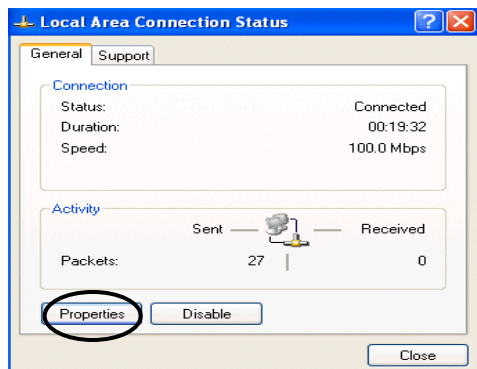 Local Area Connection Status
General Support
Connection
Status: Connected
Duration: 00:19:32
Speed: 100.0 Mbps
Activity
Sent Received
Packets: 27 0
Properties Disable
Close